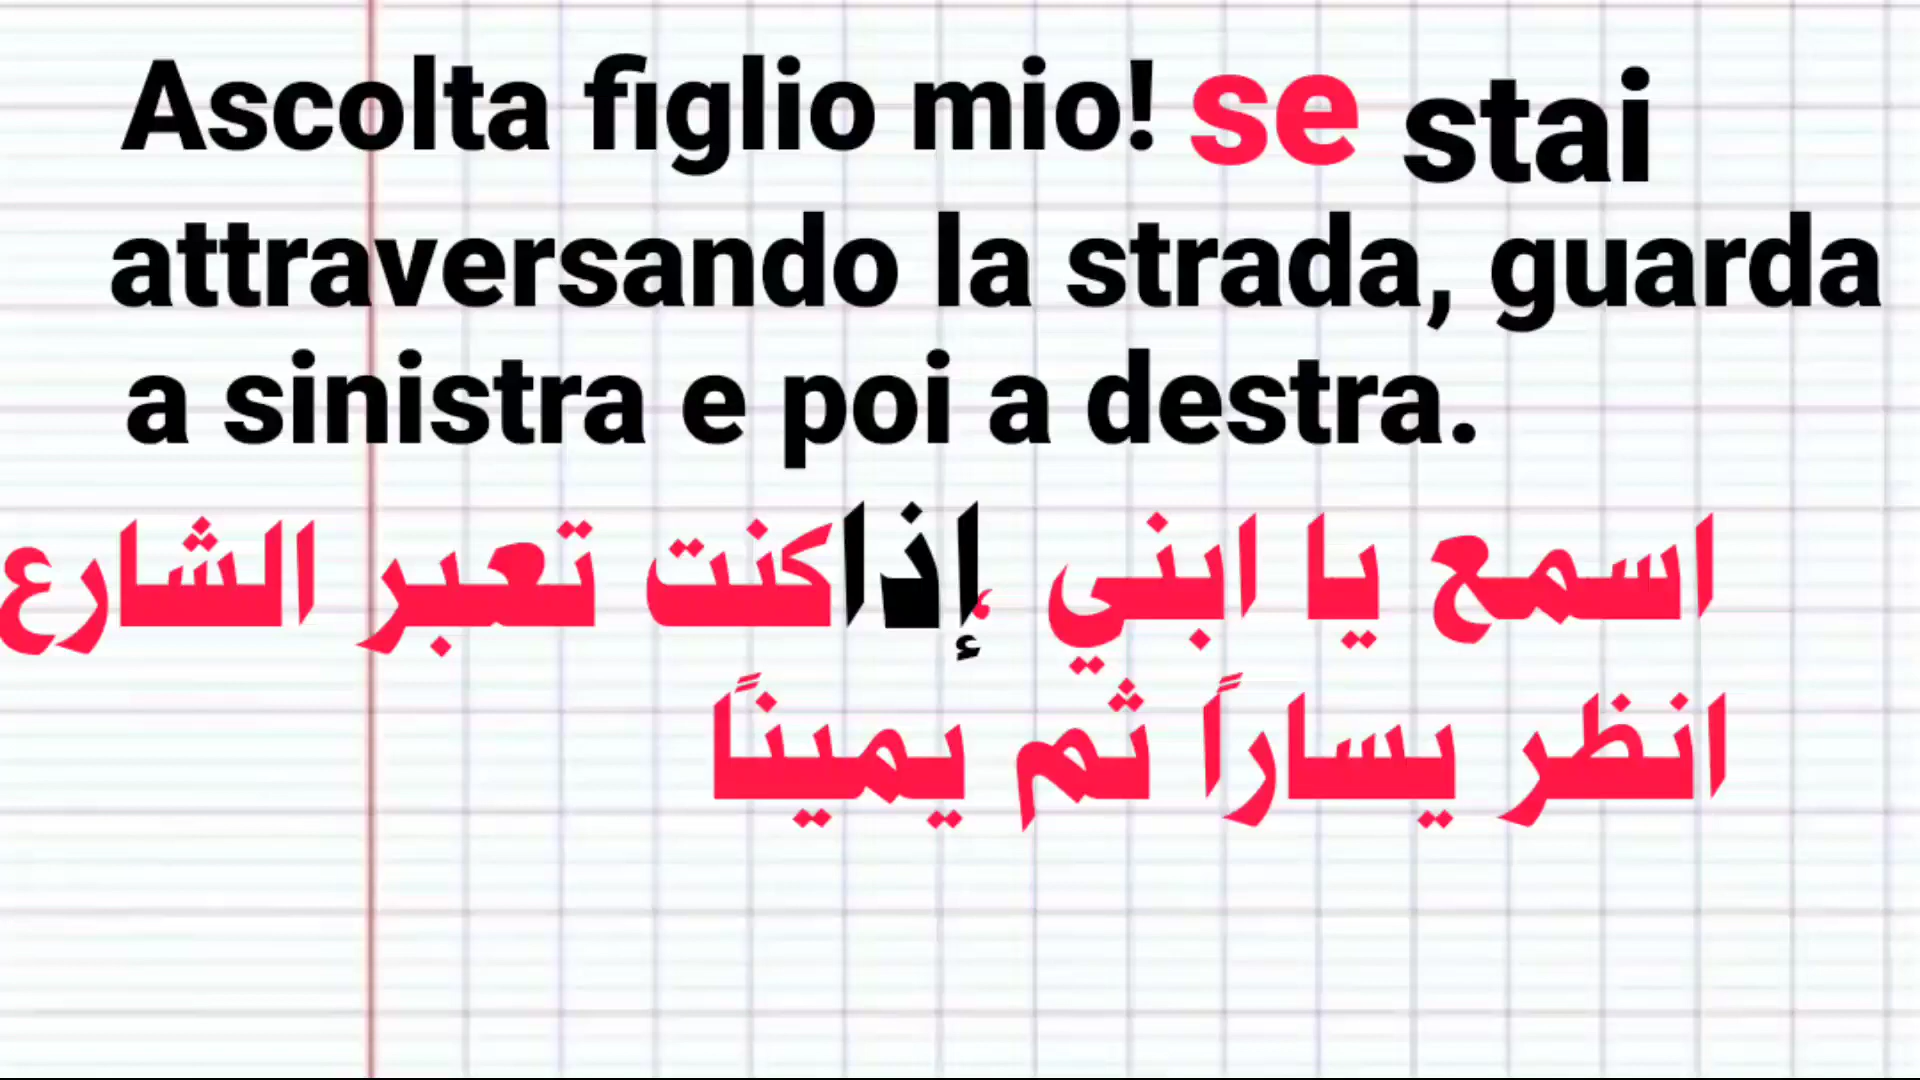 Ascolta figlio mio! se stai
attraversando la strada, guarda
a sinistra e poi a destra.
اسمع يا ابني ،إذاكنت تعبر الشارع
انظر يساراً ثم يميناً